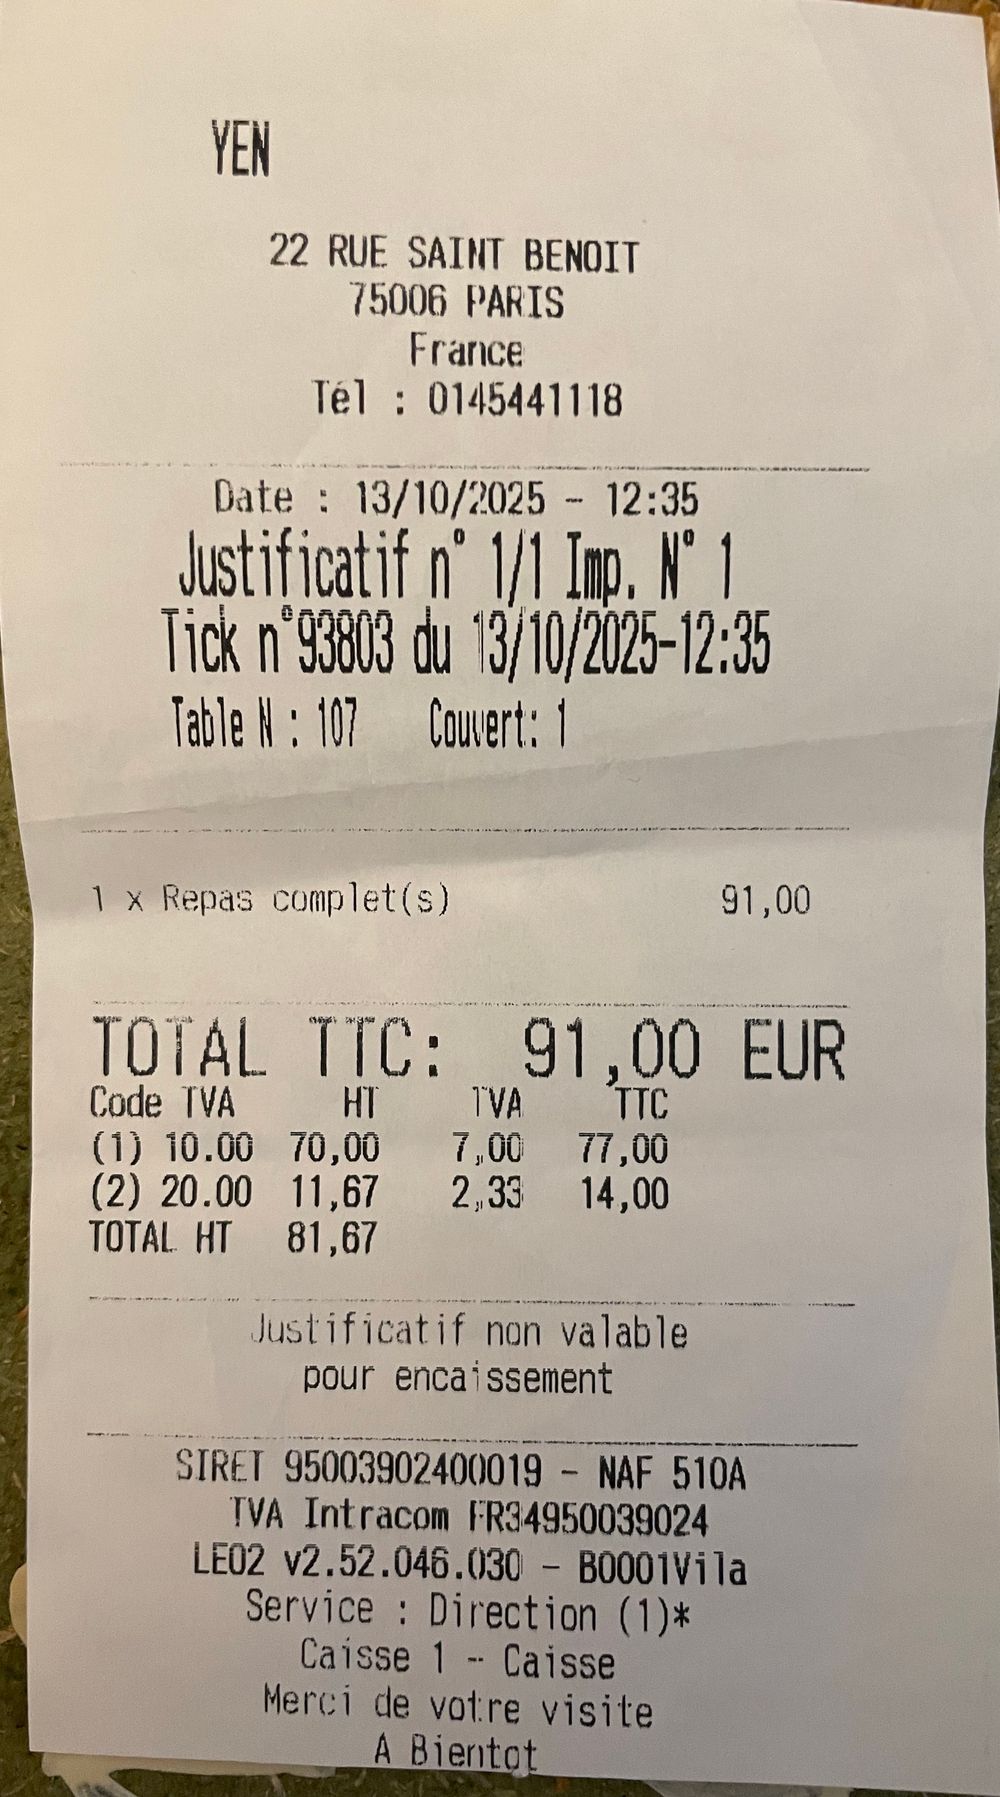 YEN
22 RUE SAINT BENOIT
75006 PARIS
France
Tél : 0145441118
Date : 13/10/2025 - 12:35
Justificatif n° 1/1 Imp. N° 1
Tick n°93803 du 13/10/2025-12:35
Table N : 107 Couvert: 1
1 x Repas complet(s) 91,00
TOTAL TTC: 91,00 EUR
Code TVA HT TVA TTC
(1) 10.00 70,00 7,00 77,00
(2) 20.00 11,67 2,33 14,00
TOTAL HT 81,67
Justificatif non valable
pour encaissement
SIRET 95003902400019 - NAF 510A
TVA Intracom FR34950039024
LEO2 v2.52.046.030 - B0001Vila
Service : Direction (1)*
Caisse 1 - Caisse
Merci de votre visite
A Bientot